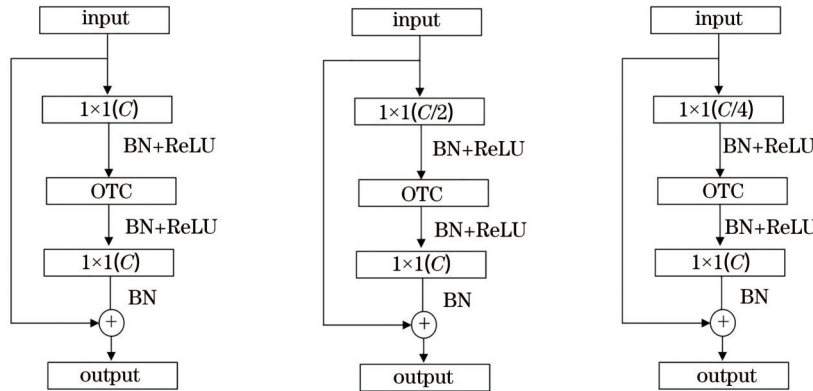 input
1×1(C)
BN+ReLU
OTC
BN+ReLU
1×1(C)
BN
+
output
input
1×1(C/2)
BN+ReLU
OTC
BN+ReLU
1×1(C)
BN
+
output
input
1×1(C/4)
BN+ReLU
OTC
BN+ReLU
1×1(C)
BN
+
output